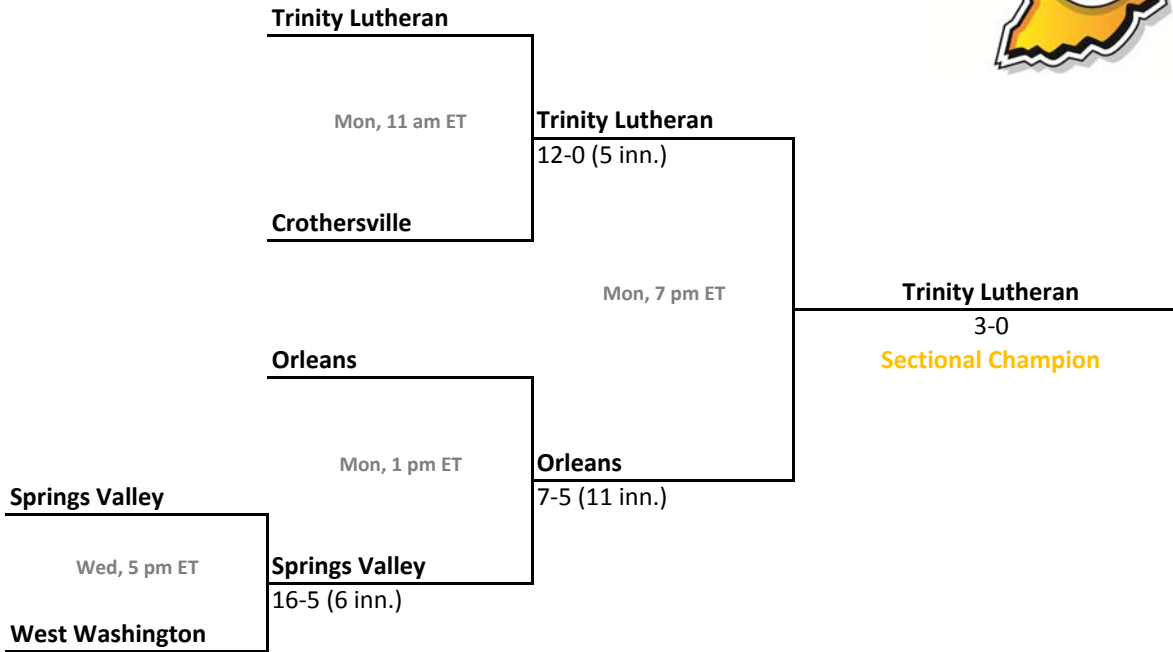 Trinity Lutheran
Mon, 11 am ET
Trinity Lutheran
12-0 (5 inn.)
Crothersville
Mon, 7 pm ET
Trinity Lutheran
3-0
Sectional Champion
Orleans
Mon, 1 pm ET
Orleans
7-5 (11 inn.)
Springs Valley
Wed, 5 pm ET
Springs Valley
16-5 (6 inn.)
West Washington